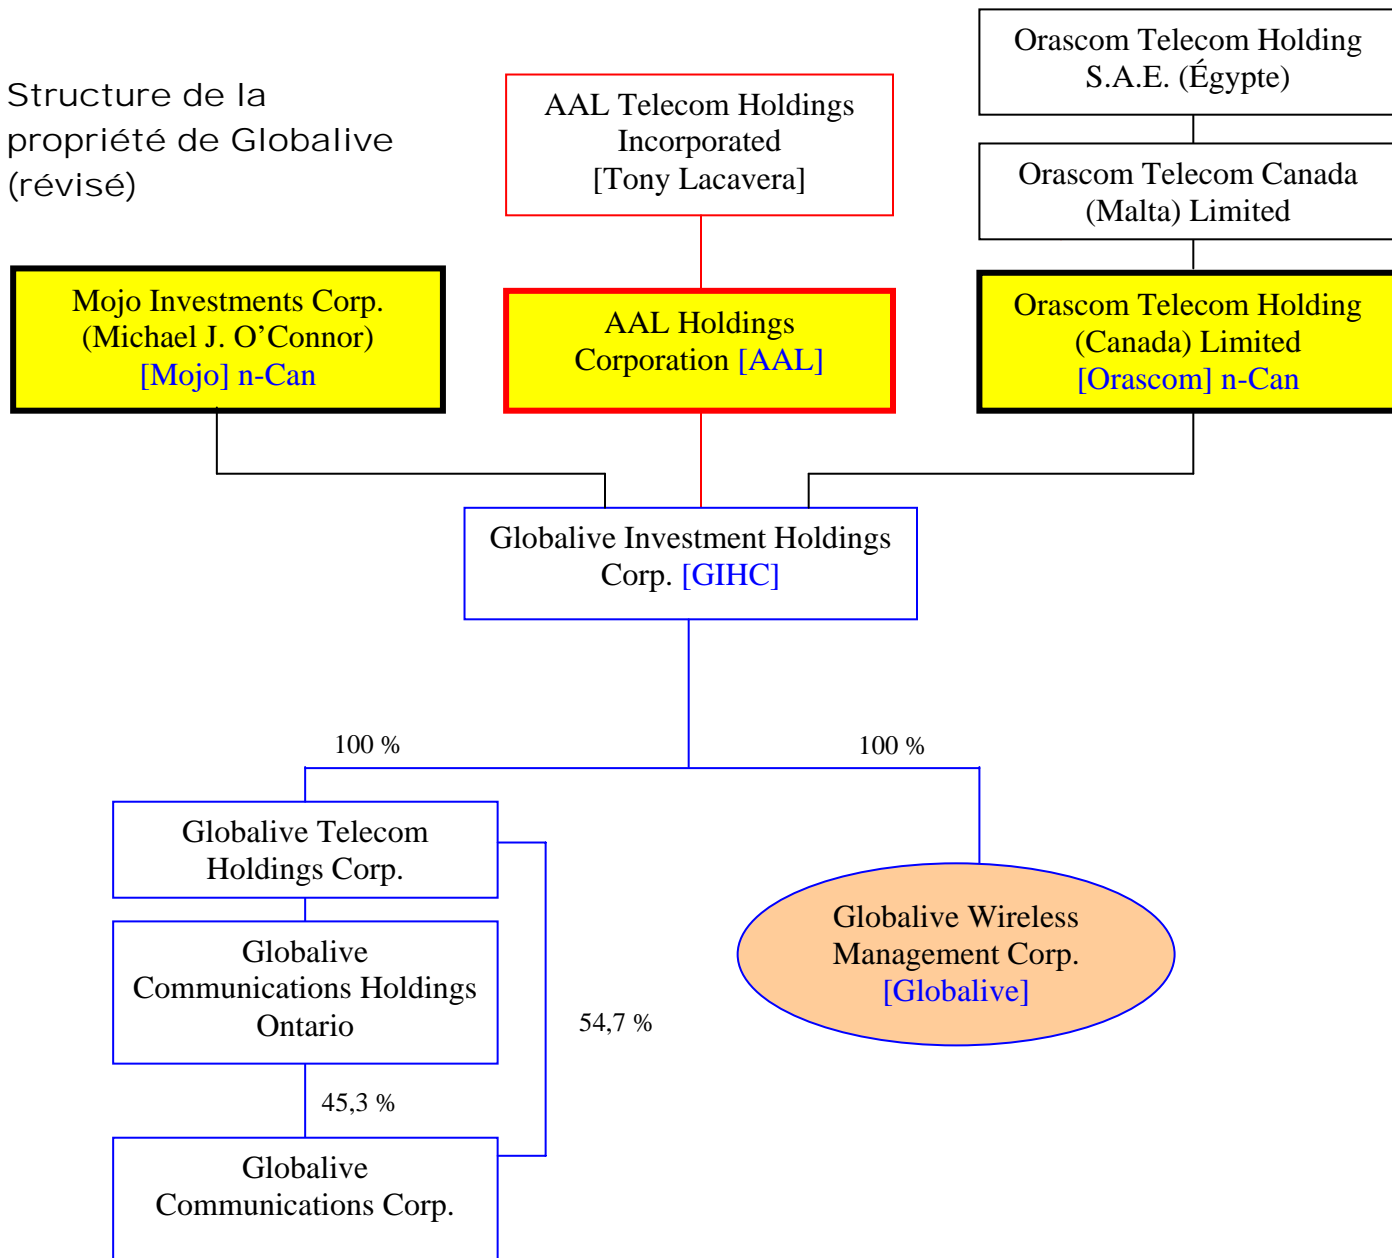 Structure de la
propriété de Globalive
(révisé)
AAL Telecom Holdings
Incorporated
[Tony Lacavera]
Orascom Telecom Holding
S.A.E. (Égypte)
Orascom Telecom Canada
(Malta) Limited
Mojo Investments Corp.
(Michael J. O’Connor)
[Mojo] n-Can
AAL Holdings
Corporation [AAL]
Orascom Telecom Holding
(Canada) Limited
[Orascom] n-Can
Globalive Investment Holdings
Corp. [GIHC]
100 %
100 %
Globalive Telecom
Holdings Corp.
Globalive
Communications Holdings
Ontario
54,7 %
45,3 %
Globalive
Communications Corp.
Globalive Wireless
Management Corp.
[Globalive]